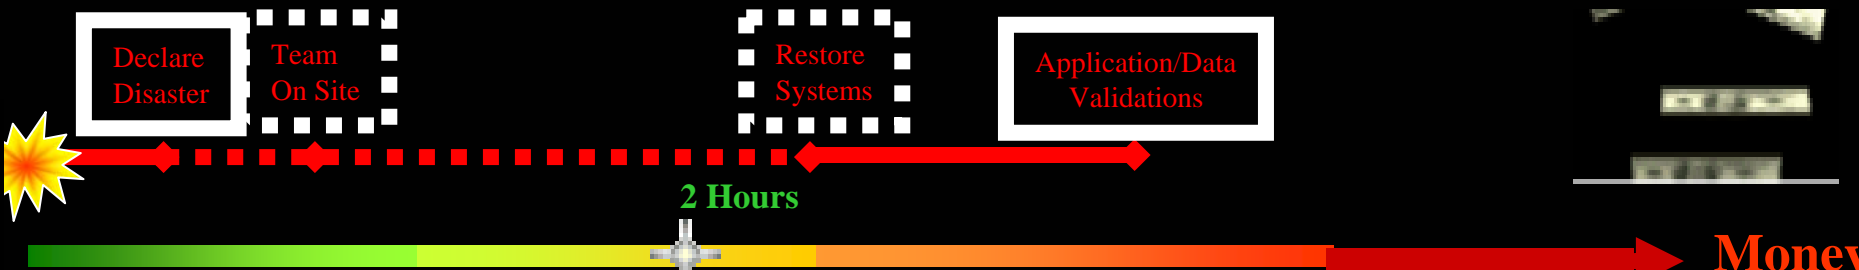 Declare
Disaster
Team
On Site
Restore
Systems
Application/Data
Validations
2 Hours
Money